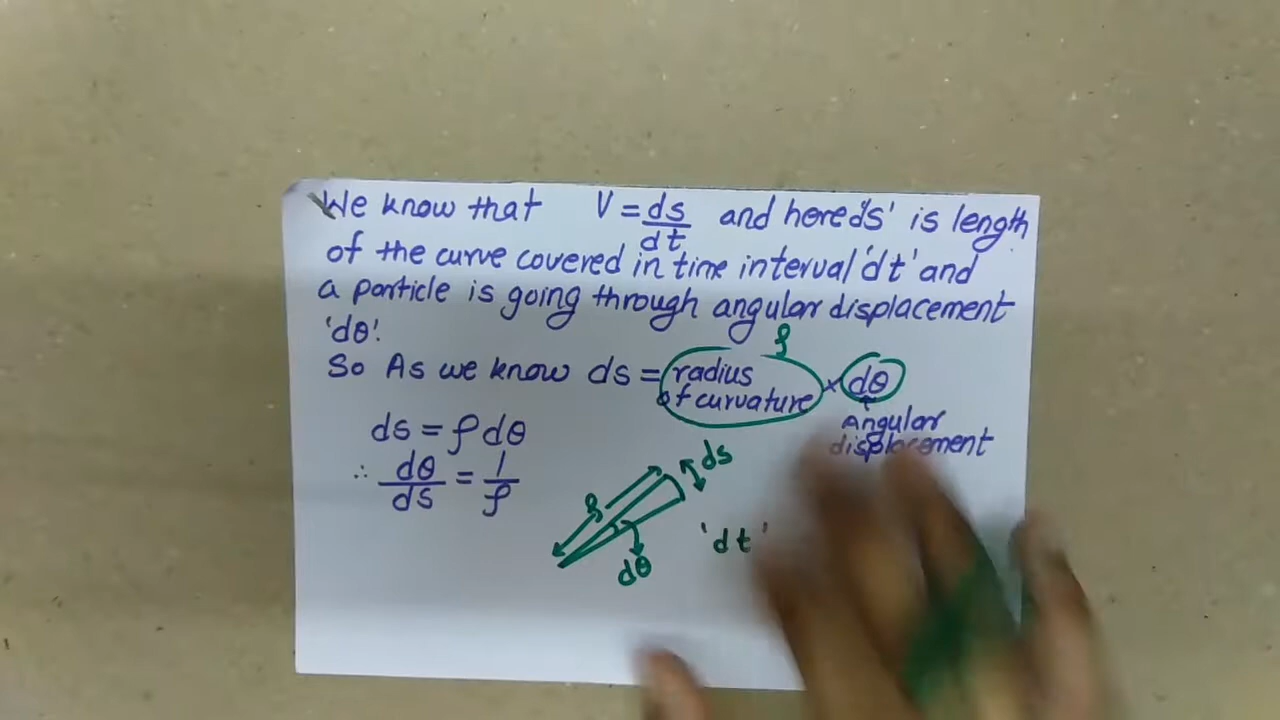 We know that V = ds/dt and here 's' is length
of the curve covered in time interval 'dt' and
a particle is going through angular displacement
'dθ'.
ρ
So As we know ds = radius of curvature × dθ
Angular
displacement
ds = ρ dθ
∴ dθ/ds = 1/ρ
ds
ρ
dθ
'dt'